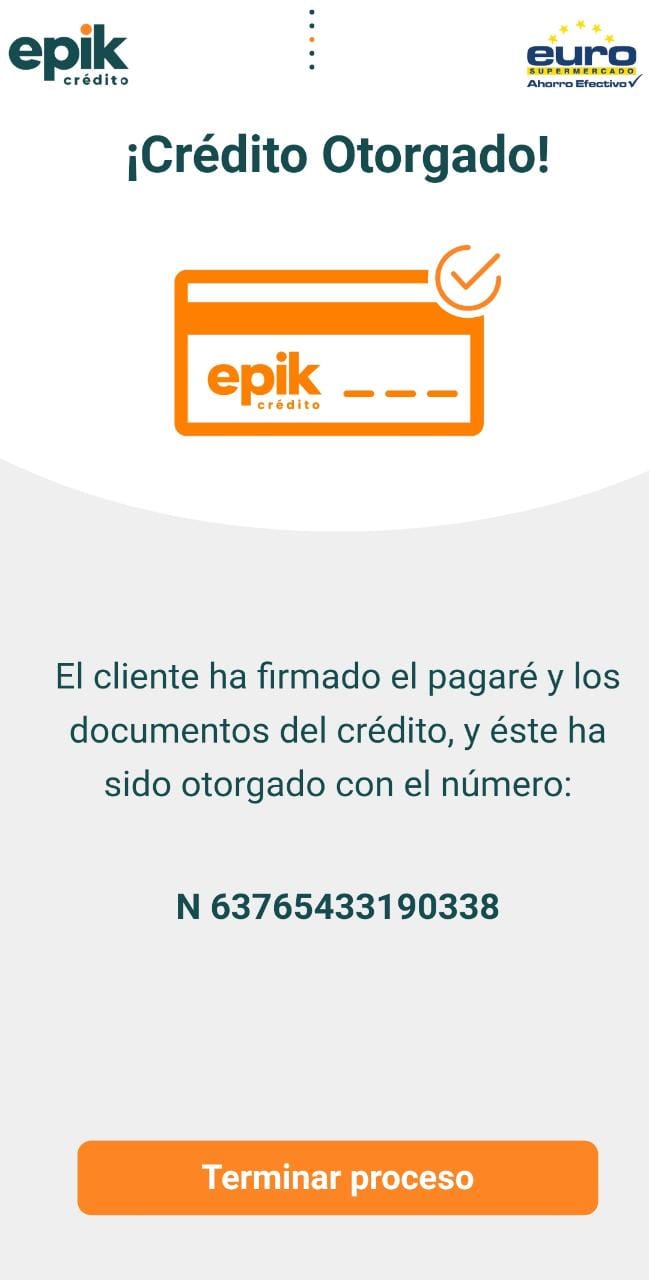 epik
crédito
euro
SUPERMERCADO
Ahorro Efectivo
¡Crédito Otorgado!
epik
crédito
El cliente ha firmado el pagaré y los
documentos del crédito, y éste ha
sido otorgado con el número:
N 63765433190338
Terminar proceso